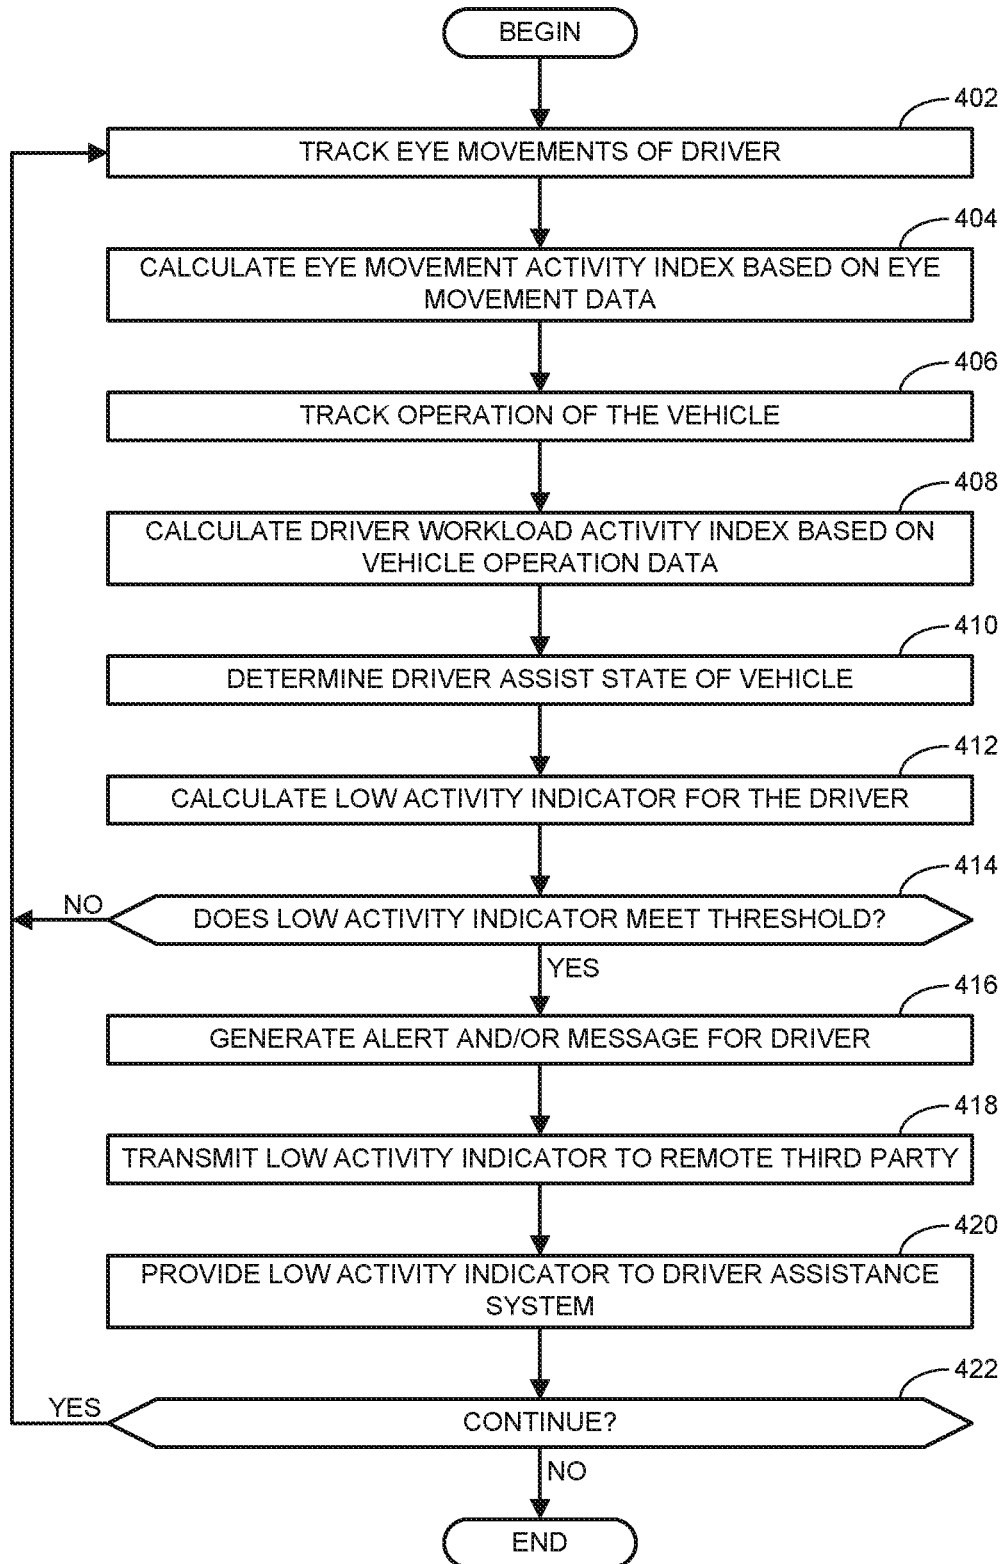 BEGIN
402
TRACK EYE MOVEMENTS OF DRIVER
404
CALCULATE EYE MOVEMENT ACTIVITY INDEX BASED ON EYE
MOVEMENT DATA
406
TRACK OPERATION OF THE VEHICLE
408
CALCULATE DRIVER WORKLOAD ACTIVITY INDEX BASED ON
VEHICLE OPERATION DATA
410
DETERMINE DRIVER ASSIST STATE OF VEHICLE
412
CALCULATE LOW ACTIVITY INDICATOR FOR THE DRIVER
414
NO
DOES LOW ACTIVITY INDICATOR MEET THRESHOLD?
YES
416
GENERATE ALERT AND/OR MESSAGE FOR DRIVER
418
TRANSMIT LOW ACTIVITY INDICATOR TO REMOTE THIRD PARTY
420
PROVIDE LOW ACTIVITY INDICATOR TO DRIVER ASSISTANCE
SYSTEM
422
YES
CONTINUE?
NO
END